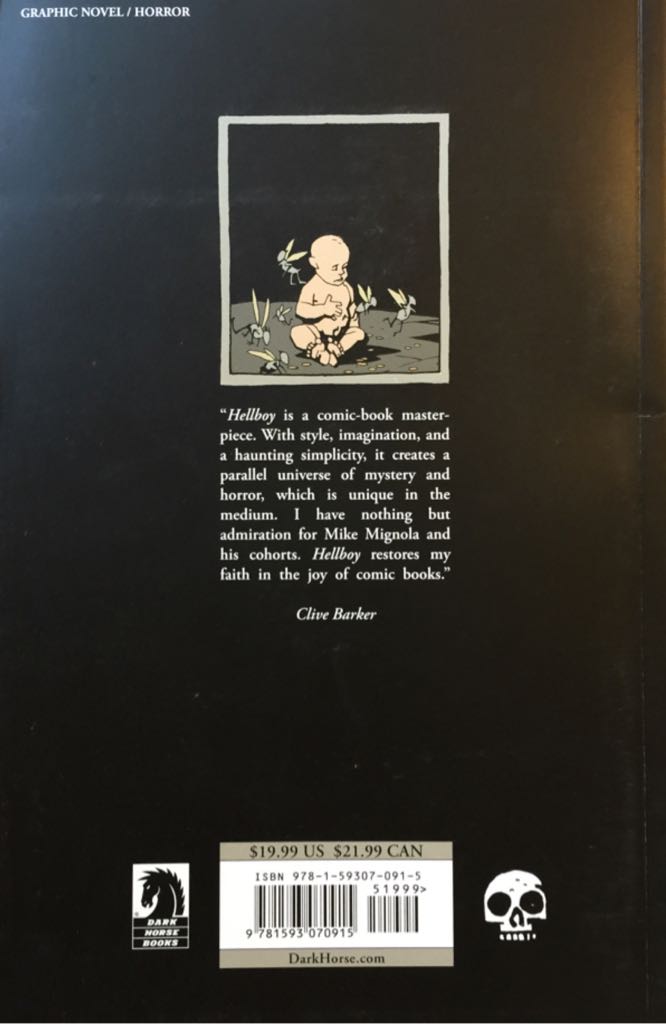 GRAPHIC NOVEL / HORROR
“Hellboy is a comic-book master-
piece. With style, imagination, and
a haunting simplicity, it creates a
parallel universe of mystery and
horror, which is unique in the
medium. I have nothing but
admiration for Mike Mignola and
his cohorts. Hellboy restores my
faith in the joy of comic books.”
Clive Barker
$19.99 US $21.99 CAN
ISBN 978-1-59307-091-5
51999>
9 781593 070915
DarkHorse.com
DARK
HORSE
BOOKS